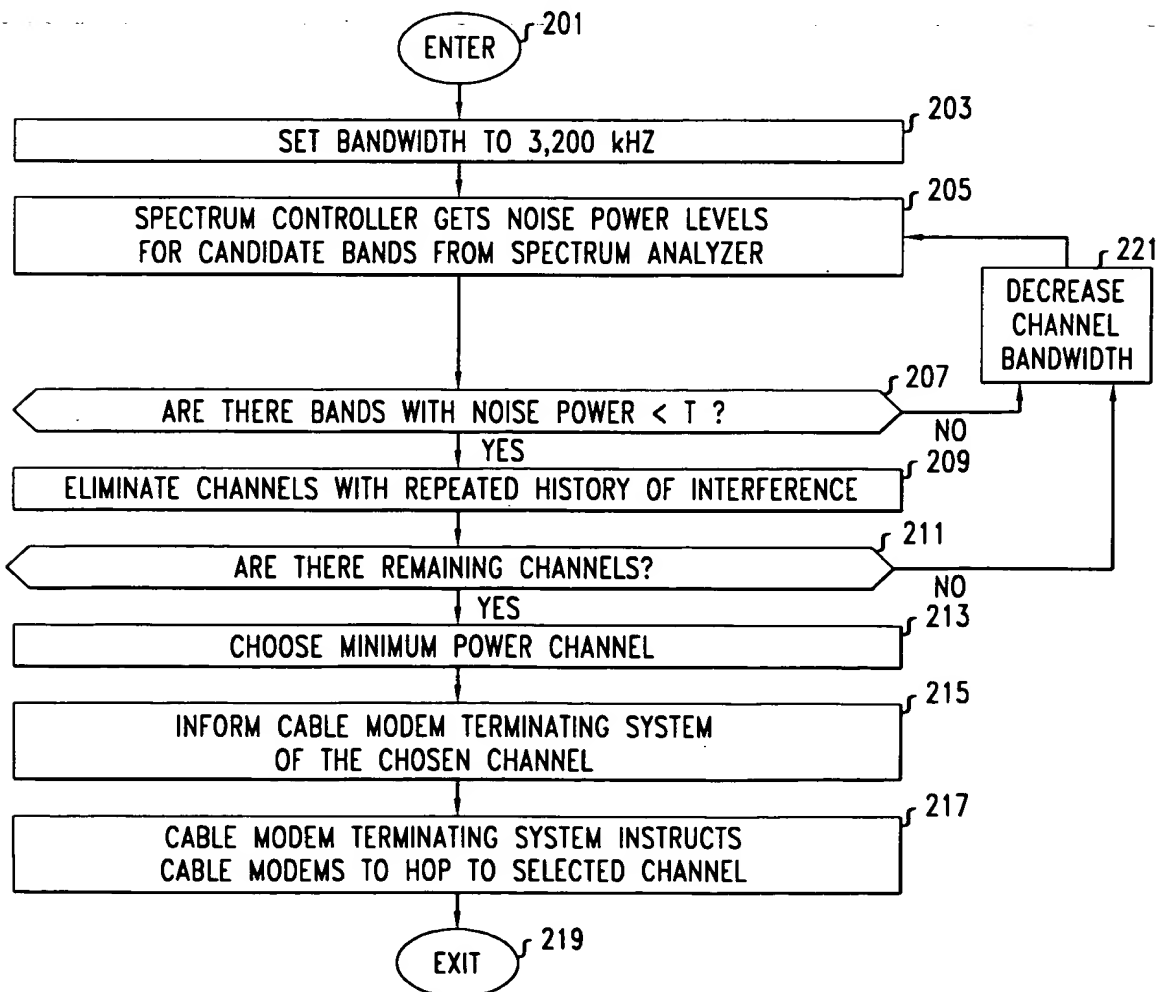 ENTER
201
203
SET BANDWIDTH TO 3,200 kHZ
205
SPECTRUM CONTROLLER GETS NOISE POWER LEVELS
FOR CANDIDATE BANDS FROM SPECTRUM ANALYZER
221
DECREASE
CHANNEL
BANDWIDTH
207
ARE THERE BANDS WITH NOISE POWER < T ?
NO
YES
209
ELIMINATE CHANNELS WITH REPEATED HISTORY OF INTERFERENCE
211
ARE THERE REMAINING CHANNELS?
NO
YES
213
CHOOSE MINIMUM POWER CHANNEL
215
INFORM CABLE MODEM TERMINATING SYSTEM
OF THE CHOSEN CHANNEL
217
CABLE MODEM TERMINATING SYSTEM INSTRUCTS
CABLE MODEMS TO HOP TO SELECTED CHANNEL
219
EXIT